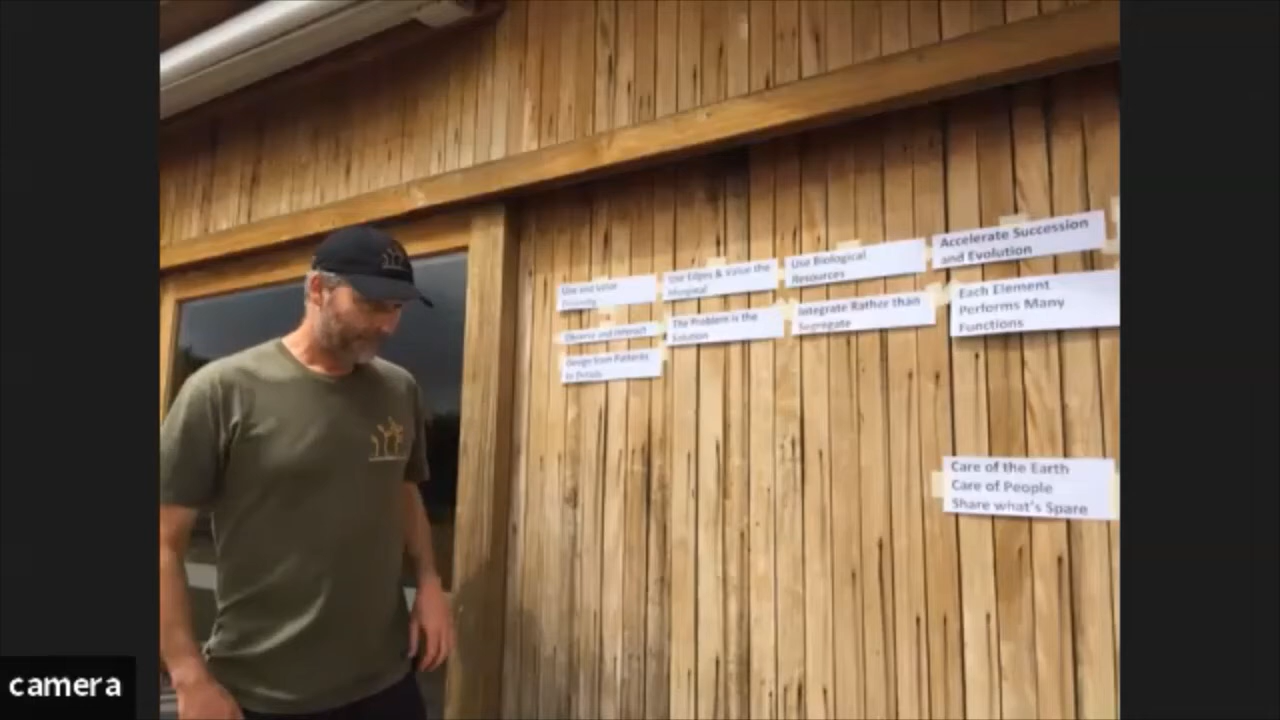 Accelerate Succession
and Evolution
Use Biological
Resources
Use Edges & Value the
Marginal
Use and Value
Diversity
Each Element
Performs Many
Functions
Integrate Rather than
Segregate
The Problem is the
Solution
Observe and Interact
Design from Patterns
to Details
Care of the Earth
Care of People
Share what's Spare
camera